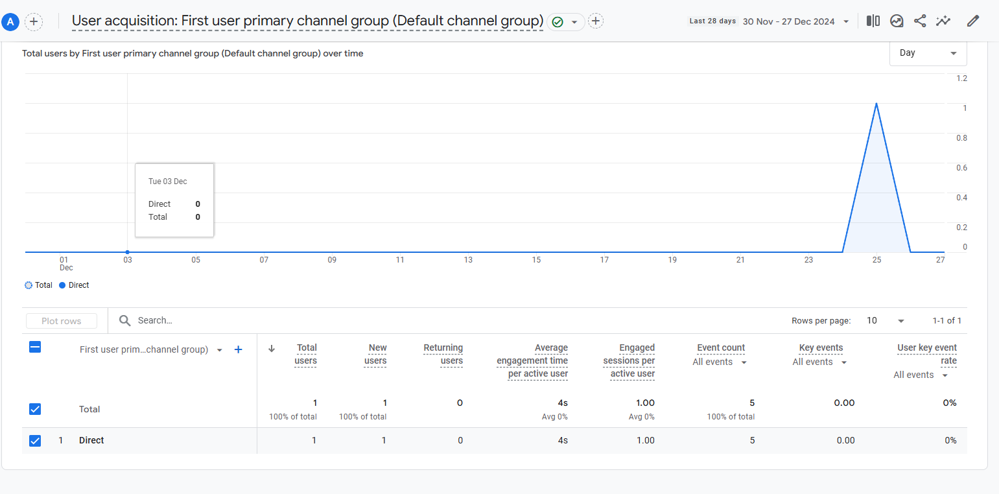 A
User acquisition: First user primary channel group (Default channel group)
Last 28 days 30 Nov - 27 Dec 2024
Total users by First user primary channel group (Default channel group) over time
Day
1.2
1
0.8
0.6
0.4
0.2
0
Tue 03 Dec
Direct 0
Total 0
01 03 05 07 09 11 13 15 17 19 21 23 25 27
Dec
Total Direct
Plot rows Search... Rows per page: 10 1-1 of 1
First user prim...channel group) +
Total users
New users
Returning users
Average engagement time per active user
Engaged sessions per active user
Event count
All events
Key events
All events
User key event rate
All events
Total 1 1 0 4s 1.00 5 0.00 0%
100% of total 100% of total Avg 0% Avg 0% 100% of total
1 Direct 1 1 0 4s 1.00 5 0.00 0%